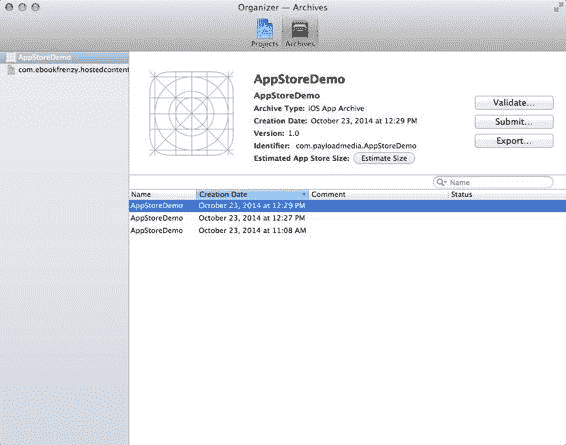 Organizer — Archives
Projects Archives
AppStoreDemo
com.ebookfrenzy.hostedcontent
AppStoreDemo
AppStoreDemo
Archive Type: iOS App Archive
Creation Date: October 23, 2014 at 12:29 PM
Version: 1.0
Identifier: com.payloadmedia.AppStoreDemo
Estimated App Store Size: Estimate Size
Validate...
Submit...
Export...
Name
Name Creation Date Comment Status
AppStoreDemo October 23, 2014 at 12:29 PM
AppStoreDemo October 23, 2014 at 12:27 PM
AppStoreDemo October 23, 2014 at 11:08 AM